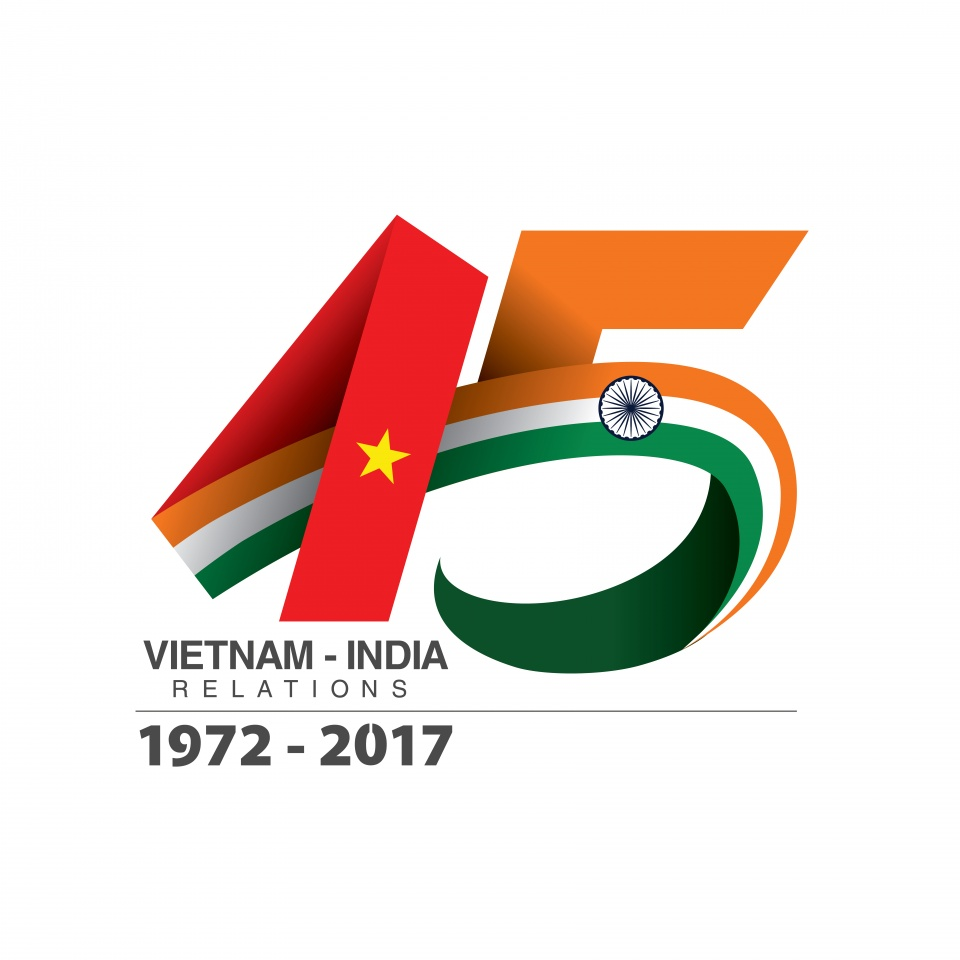 45
VIETNAM - INDIA
RELATIONS
1972 - 2017